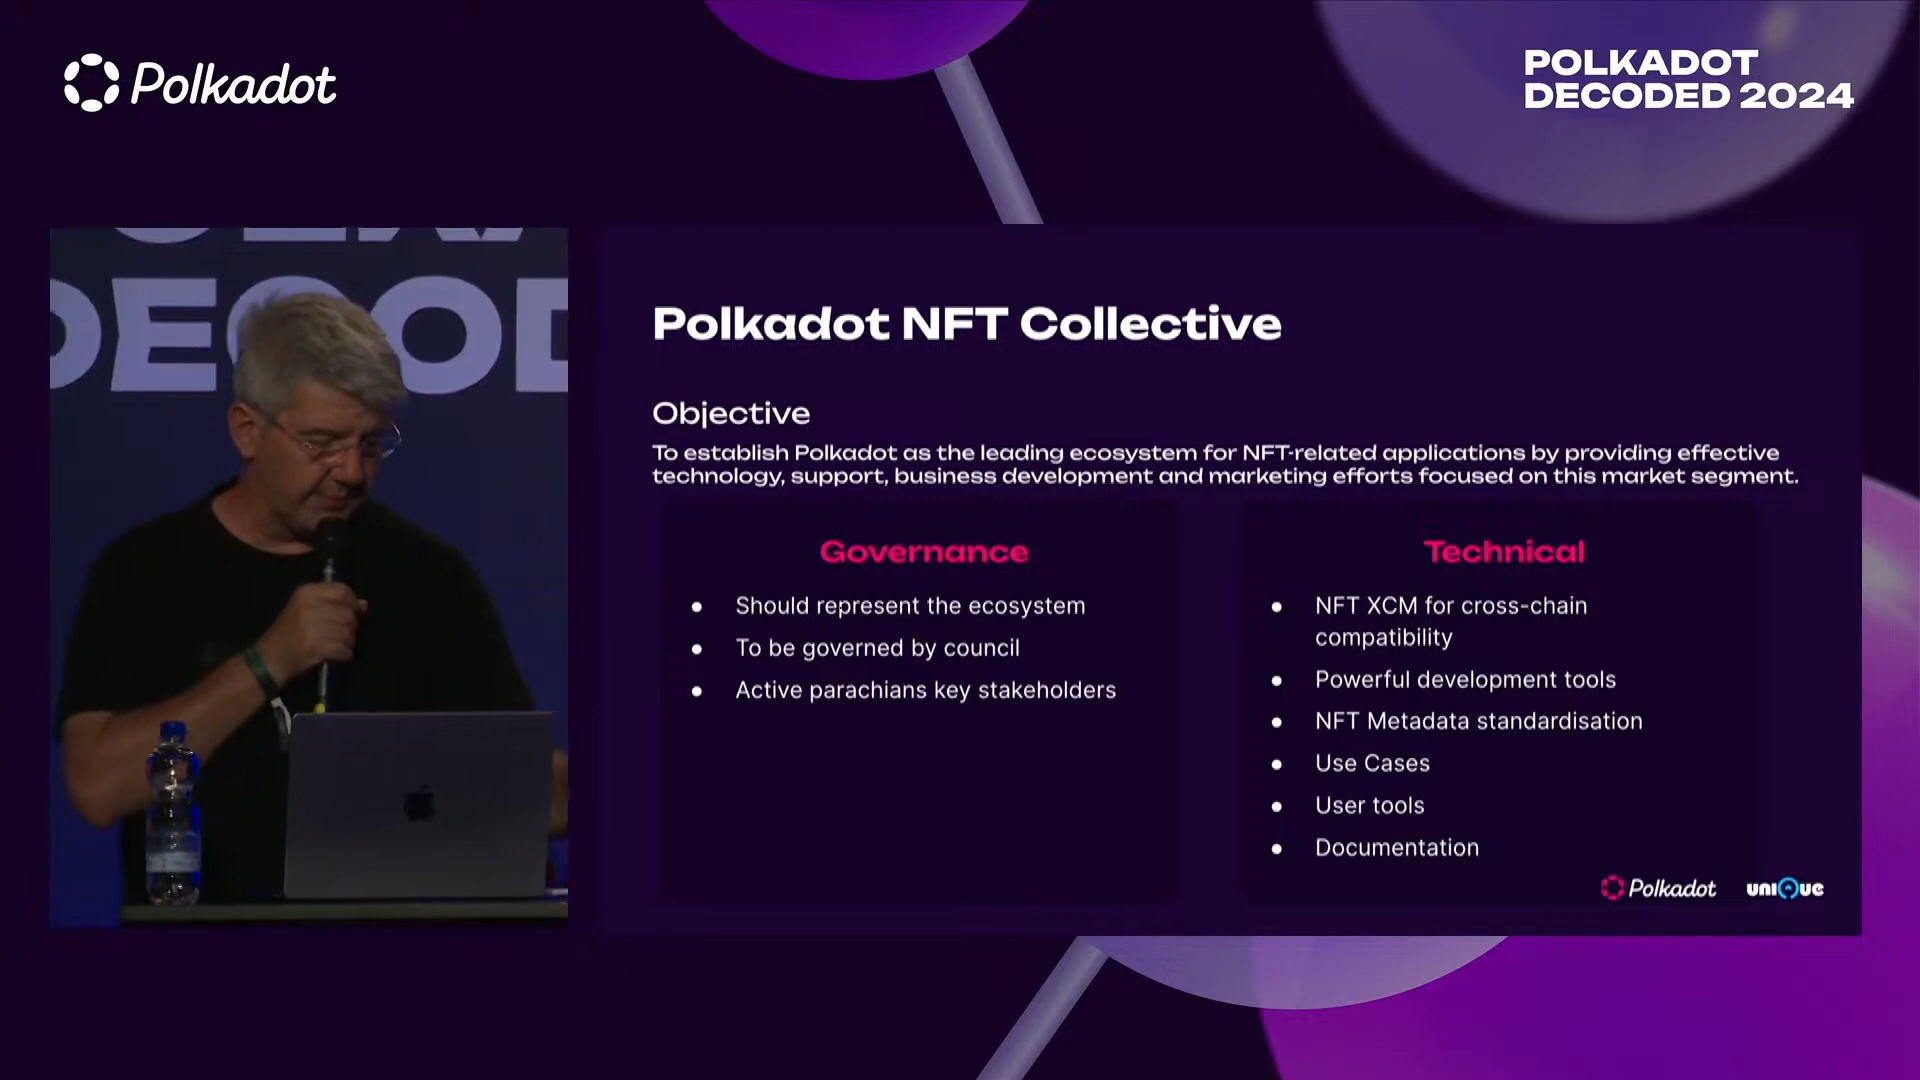 Polkadot
POLKADOT
DECODED 2024
DECOD
Polkadot NFT Collective
Objective
To establish Polkadot as the leading ecosystem for NFT-related applications by providing effective
technology, support, business development and marketing efforts focused on this market segment.
Governance
● Should represent the ecosystem
● To be governed by council
● Active parachians key stakeholders
Technical
● NFT XCM for cross-chain
compatibility
● Powerful development tools
● NFT Metadata standardisation
● Use Cases
● User tools
● Documentation
Polkadot
uniQue